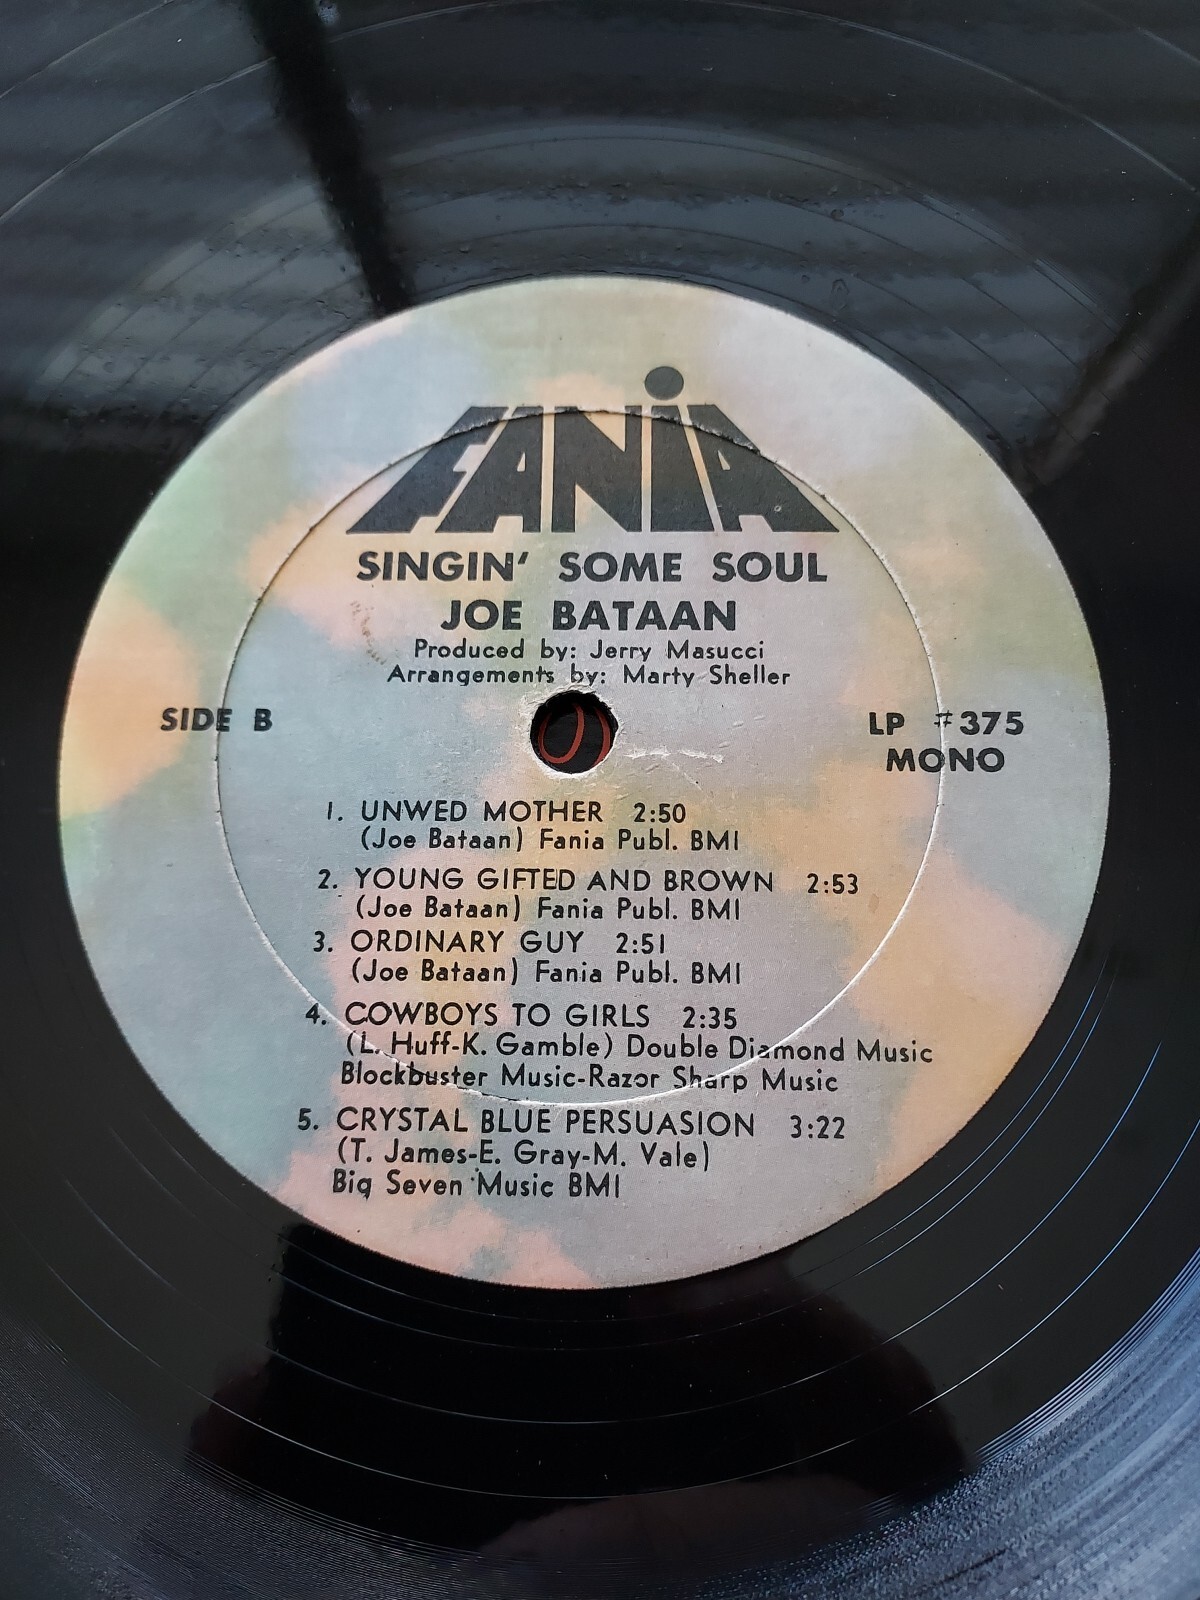 FANiA
SINGIN' SOME SOUL
JOE BATAAN
Produced by: Jerry Masucci
Arrangements by: Marty Sheller
SIDE B
LP #375
MONO
1. UNWED MOTHER 2:50
(Joe Bataan) Fania Publ. BMI
2. YOUNG GIFTED AND BROWN 2:53
(Joe Bataan) Fania Publ. BMI
3. ORDINARY GUY 2:51
(Joe Bataan) Fania Publ. BMI
4. COWBOYS TO GIRLS 2:35
(L. Huff-K. Gamble) Double Diamond Music
Blockbuster Music-Razor Sharp Music
5. CRYSTAL BLUE PERSUASION 3:22
(T. James-E. Gray-M. Vale)
Big Seven Music BMI